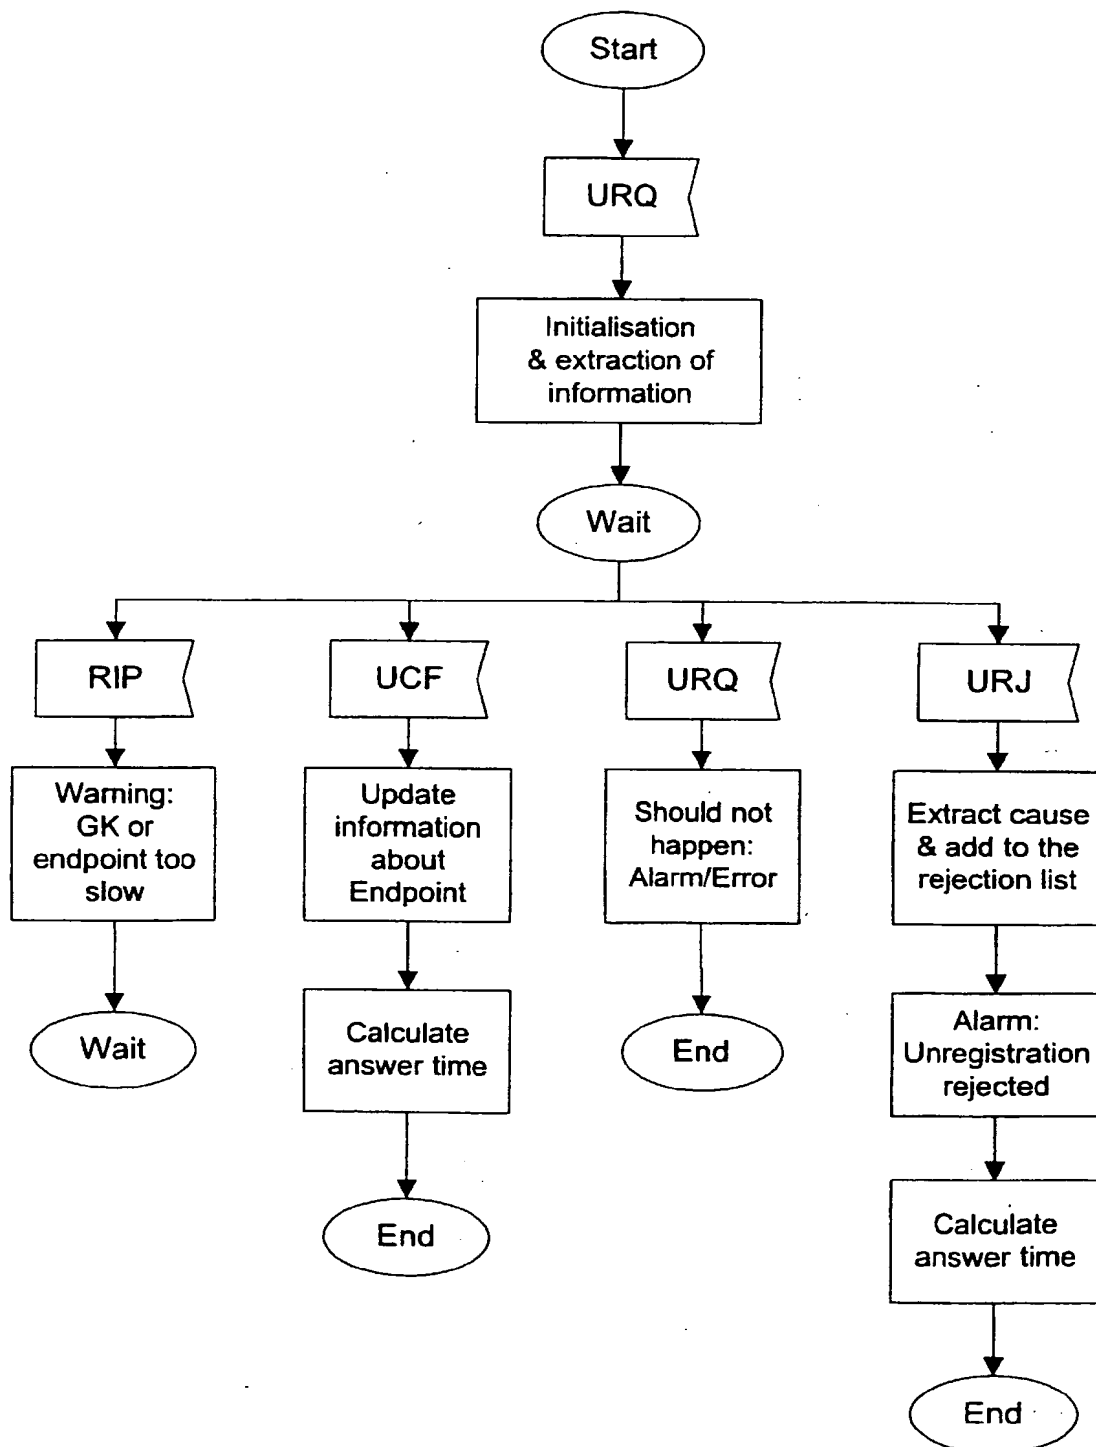 Start
URQ
Initialisation
& extraction of
information
Wait
RIP
UCF
URQ
URJ
Warning:
GK or
endpoint too
slow
Update
information
about
Endpoint
Should not
happen:
Alarm/Error
Extract cause
& add to the
rejection list
Wait
Calculate
answer time
End
Alarm:
Unregistration
rejected
End
Calculate
answer time
End